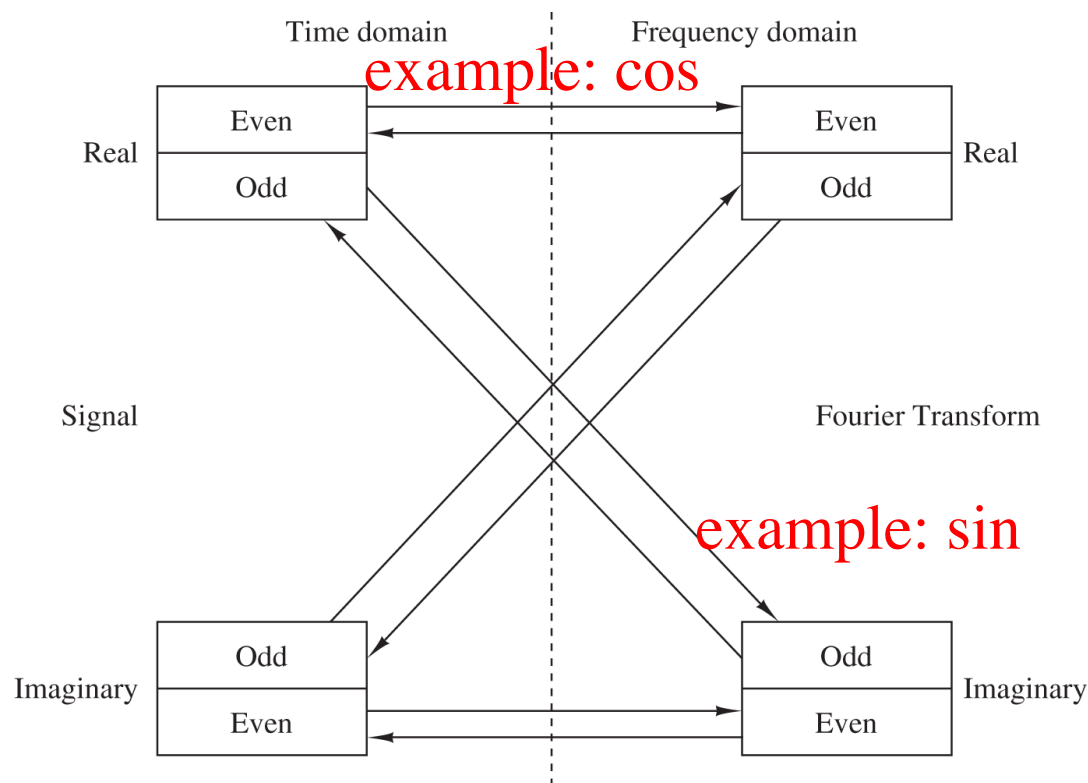 Time domain
Frequency domain
example: cos
Even
Even
Real
Real
Odd
Odd
Signal
Fourier Transform
example: sin
Odd
Odd
Imaginary
Imaginary
Even
Even